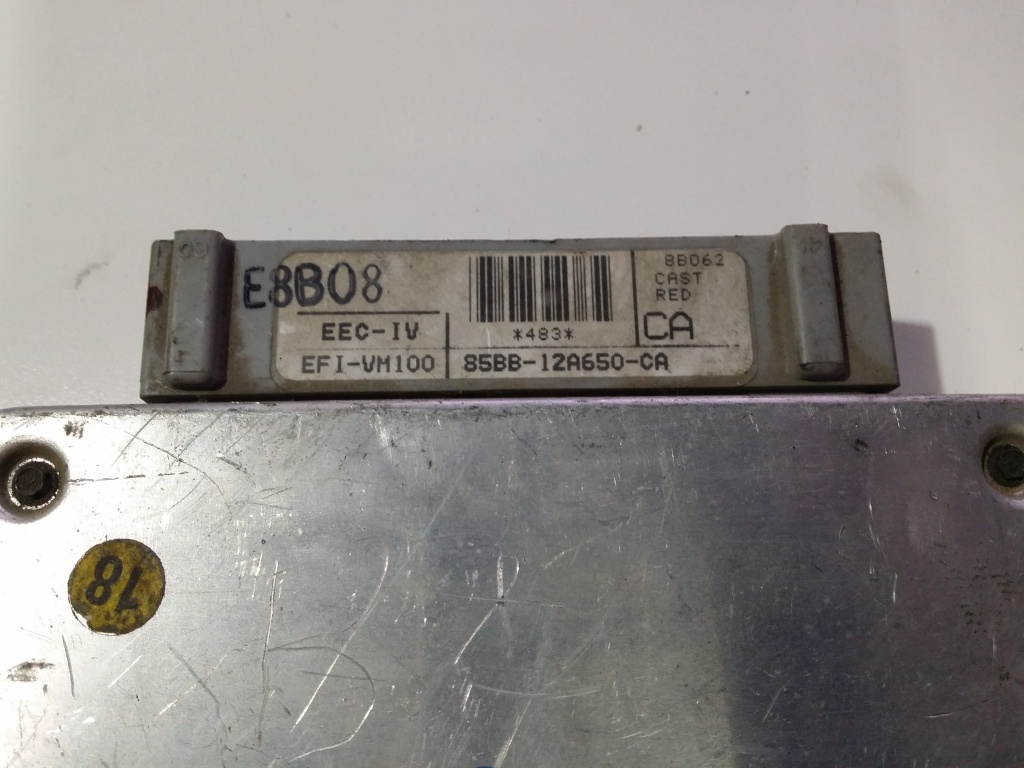 E8B08
8B062
CAST
RED
*483*
CA
EEC-IV
EFI-VM100
85BB-12A650-CA
18